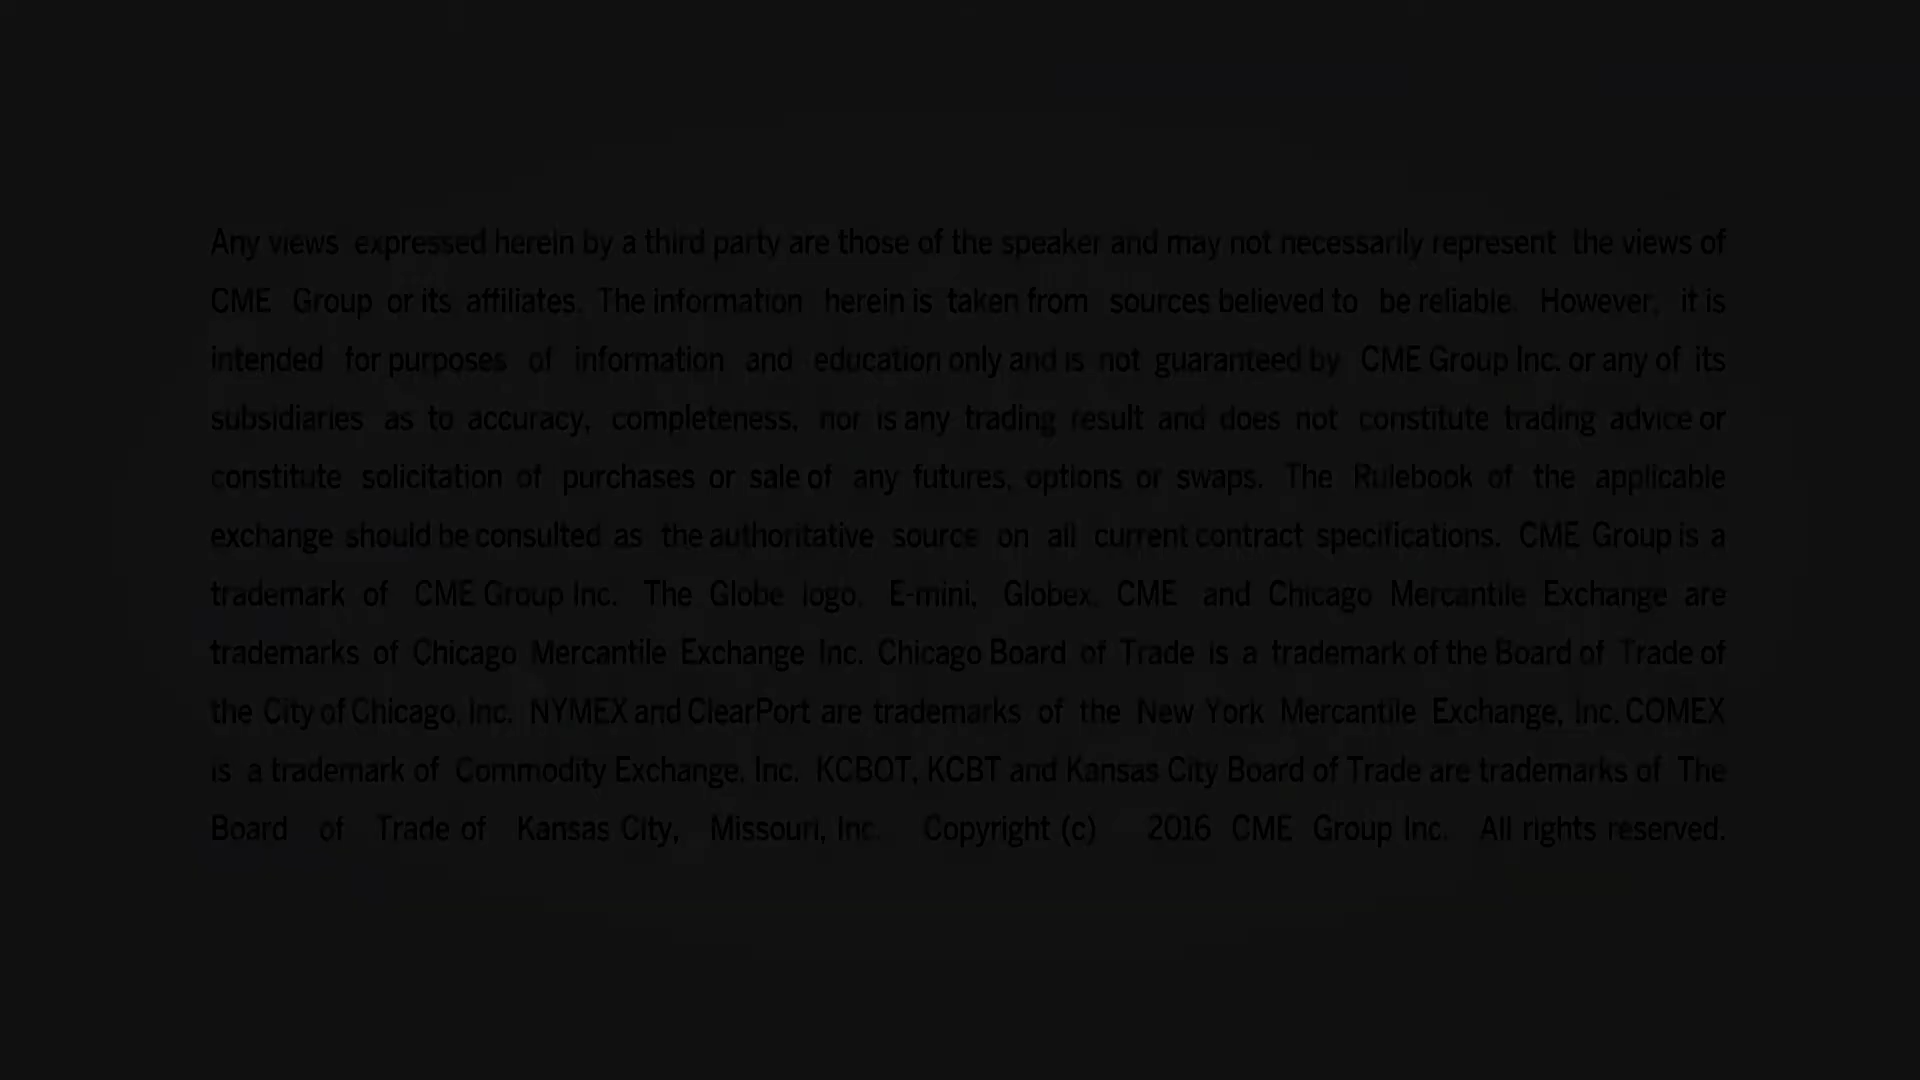 Any views expressed herein by a third party are those of the speaker and may not necessarily represent the views of
CME Group or its affiliates. The information herein is taken from sources believed to be reliable. However, it is
intended for purposes of information and education only and is not guaranteed by CME Group Inc. or any of its
subsidiaries as to accuracy, completeness, nor is any trading result and does not constitute trading advice or
constitute solicitation of purchases or sale of any futures, options or swaps. The Rulebook of the applicable
exchange should be consulted as the authoritative source on all current contract specifications. CME Group is a
trademark of CME Group Inc. The Globe logo, E-mini, Globex, CME and Chicago Mercantile Exchange are
trademarks of Chicago Mercantile Exchange Inc. Chicago Board of Trade is a trademark of the Board of Trade of
the City of Chicago, Inc. NYMEX and ClearPort are trademarks of the New York Mercantile Exchange, Inc. COMEX
is a trademark of Commodity Exchange, Inc. KCBOT, KCBT and Kansas City Board of Trade are trademarks of The
Board of Trade of Kansas City, Missouri, Inc. Copyright (c) 2016 CME Group Inc. All rights reserved.